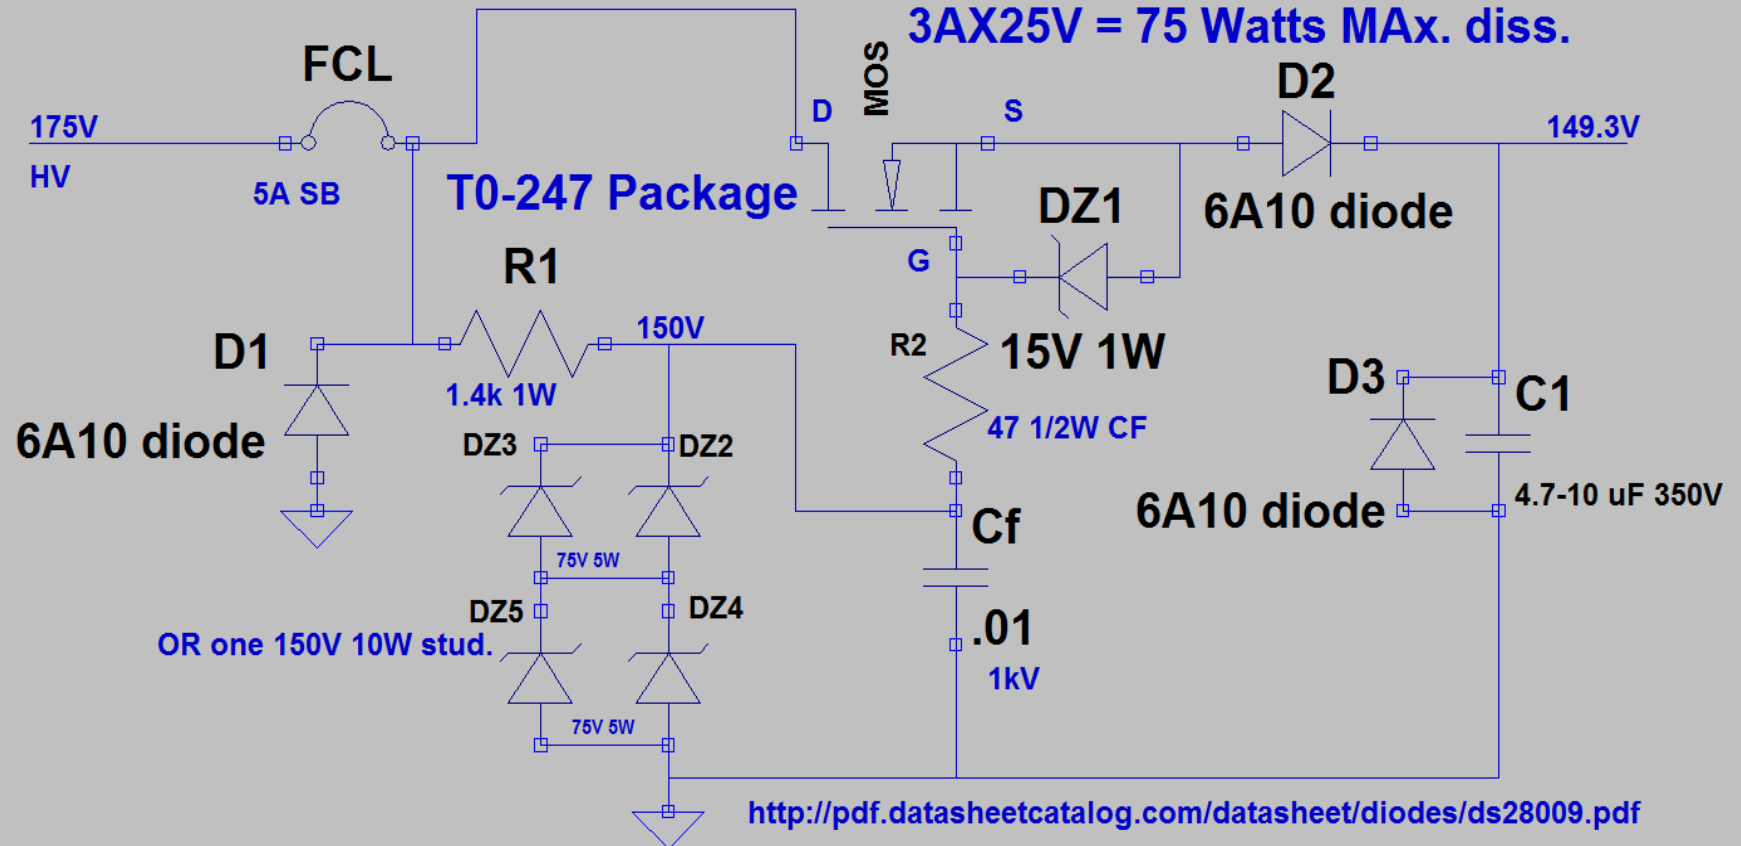 3AX25V = 75 Watts MAx. diss.
FCL
MOS
D2
175V
D
S
149.3V
HV
5A SB
T0-247 Package
DZ1
6A10 diode
G
R1
150V
D1
R2
15V 1W
D3
C1
1.4k 1W
6A10 diode
DZ3
DZ2
47 1/2W CF
6A10 diode
4.7-10 uF 350V
Cf
75V 5W
DZ5
DZ4
.01
OR one 150V 10W stud.
1kV
75V 5W
http://pdf.datasheetcatalog.com/datasheet/diodes/ds28009.pdf